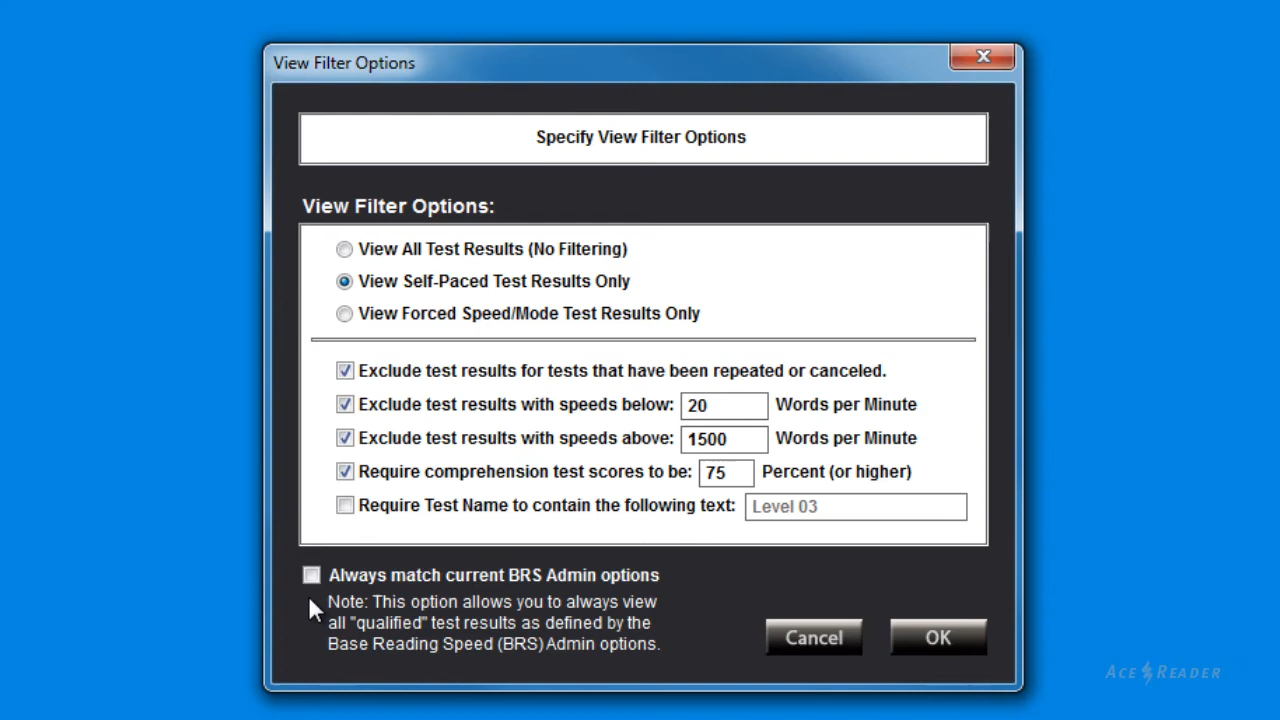 View Filter Options
Specify View Filter Options
View Filter Options:
View All Test Results (No Filtering)
View Self-Paced Test Results Only
View Forced Speed/Mode Test Results Only
Exclude test results for tests that have been repeated or canceled.
Exclude test results with speeds below: 20 Words per Minute
Exclude test results with speeds above: 1500 Words per Minute
Require comprehension test scores to be: 75 Percent (or higher)
Require Test Name to contain the following text: Level 03
Always match current BRS Admin options
Note: This option allows you to always view
all "qualified" test results as defined by the
Base Reading Speed (BRS) Admin options.
Cancel OK
ACE READER